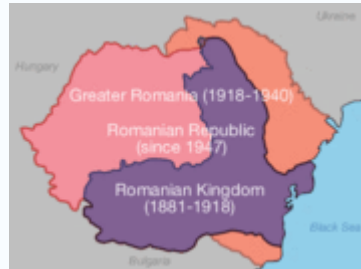 Ukraine
Hungary
Greater Romania (1918-1940)
Romanian Republic
(since 1947)
Romanian Kingdom
(1881-1918)
Black Sea
Bulgaria